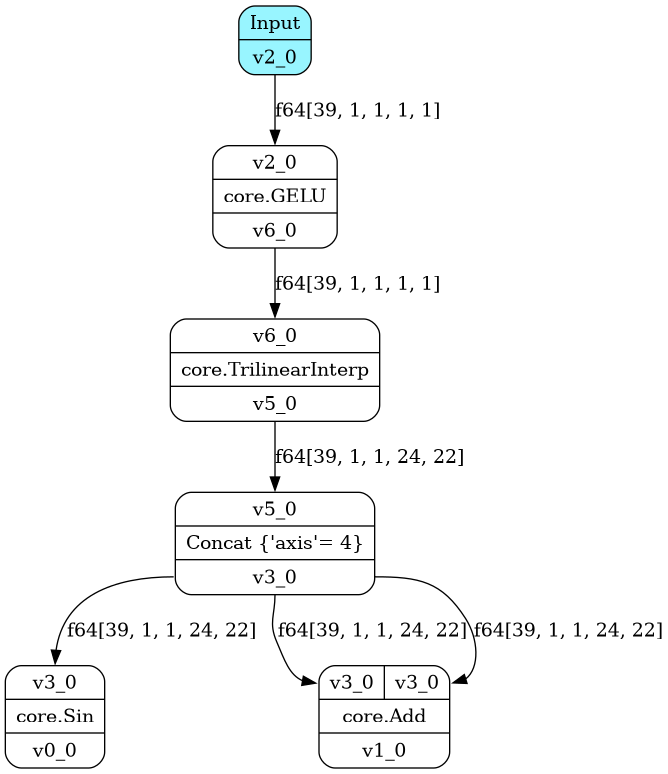 Input
v2_0
f64[39, 1, 1, 1, 1]
v2_0
core.GELU
v6_0
f64[39, 1, 1, 1, 1]
v6_0
core.TrilinearInterp
v5_0
f64[39, 1, 1, 24, 22]
v5_0
Concat {'axis'= 4}
v3_0
f64[39, 1, 1, 24, 22] f64[39, 1, 1, 24, 22] f64[39, 1, 1, 24, 22]
v3_0 v3_0 v3_0
core.Sin core.Add
v0_0 v1_0